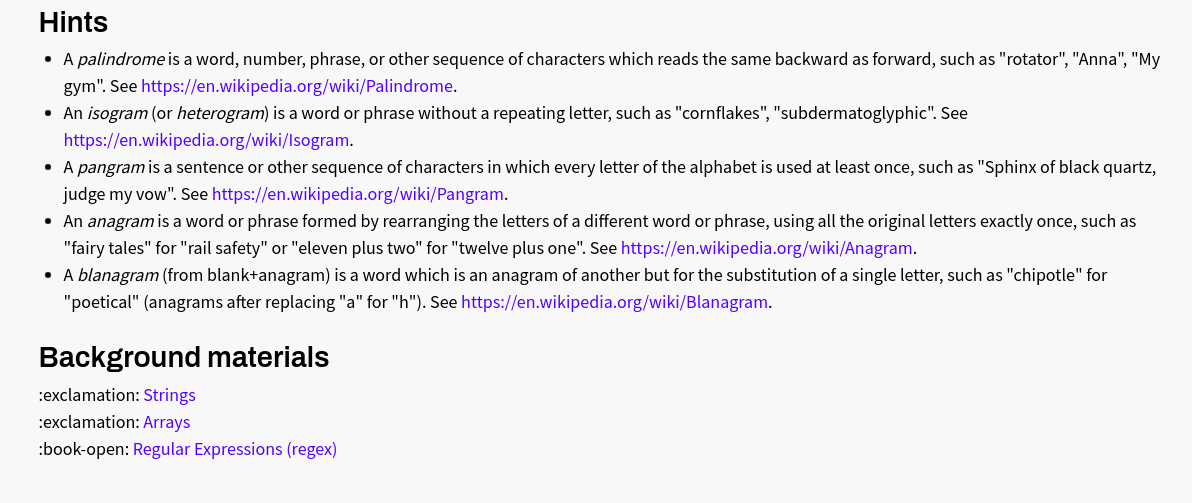 Hints
• A palindrome is a word, number, phrase, or other sequence of characters which reads the same backward as forward, such as "rotator", "Anna", "My
gym". See https://en.wikipedia.org/wiki/Palindrome.
• An isogram (or heterogram) is a word or phrase without a repeating letter, such as "cornflakes", "subdermatoglyphic". See
https://en.wikipedia.org/wiki/Isogram.
• A pangram is a sentence or other sequence of characters in which every letter of the alphabet is used at least once, such as "Sphinx of black quartz,
judge my vow". See https://en.wikipedia.org/wiki/Pangram.
• An anagram is a word or phrase formed by rearranging the letters of a different word or phrase, using all the original letters exactly once, such as
"fairy tales" for "rail safety" or "eleven plus two" for "twelve plus one". See https://en.wikipedia.org/wiki/Anagram.
• A blanagram (from blank+anagram) is a word which is an anagram of another but for the substitution of a single letter, such as "chipotle" for
"poetical" (anagrams after replacing "a" for "h"). See https://en.wikipedia.org/wiki/Blanagram.
Background materials
:exclamation: Strings
:exclamation: Arrays
:book-open: Regular Expressions (regex)